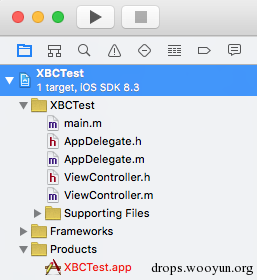 XBCTest
1 target, iOS SDK 8.3
XBCTest
main.m
AppDelegate.h
AppDelegate.m
ViewController.h
ViewController.m
Supporting Files
Frameworks
Products
XBCTest.app
drops.wooyun.org